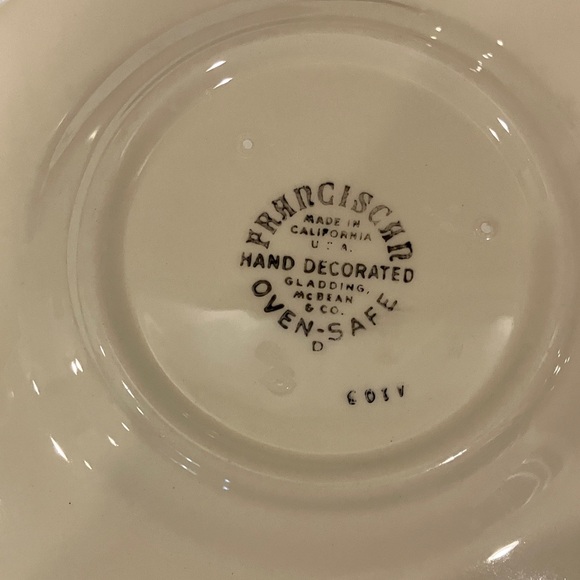 FRANCISCAN
MADE IN
CALIFORNIA
U.S.A.
HAND DECORATED
GLADDING,
McBEAN
& CO.
OVEN-SAFE
D